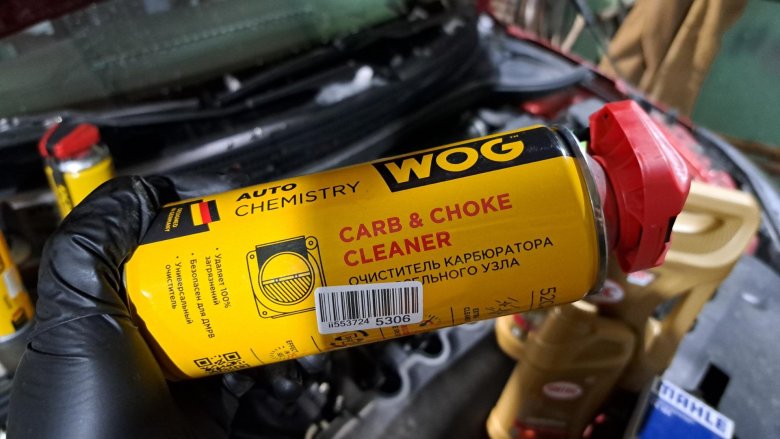 WOG
AUTO
CHEMISTRY
CARB & CHOKE
CLEANER
ОЧИСТИТЕЛЬ КАРБЮРАТОРА
УЗЛА
• Удаляет 100%
загрязнений
• Безопасен для ДМРВ
• Универсальный
очиститель
ii553724 5306
MAHLE